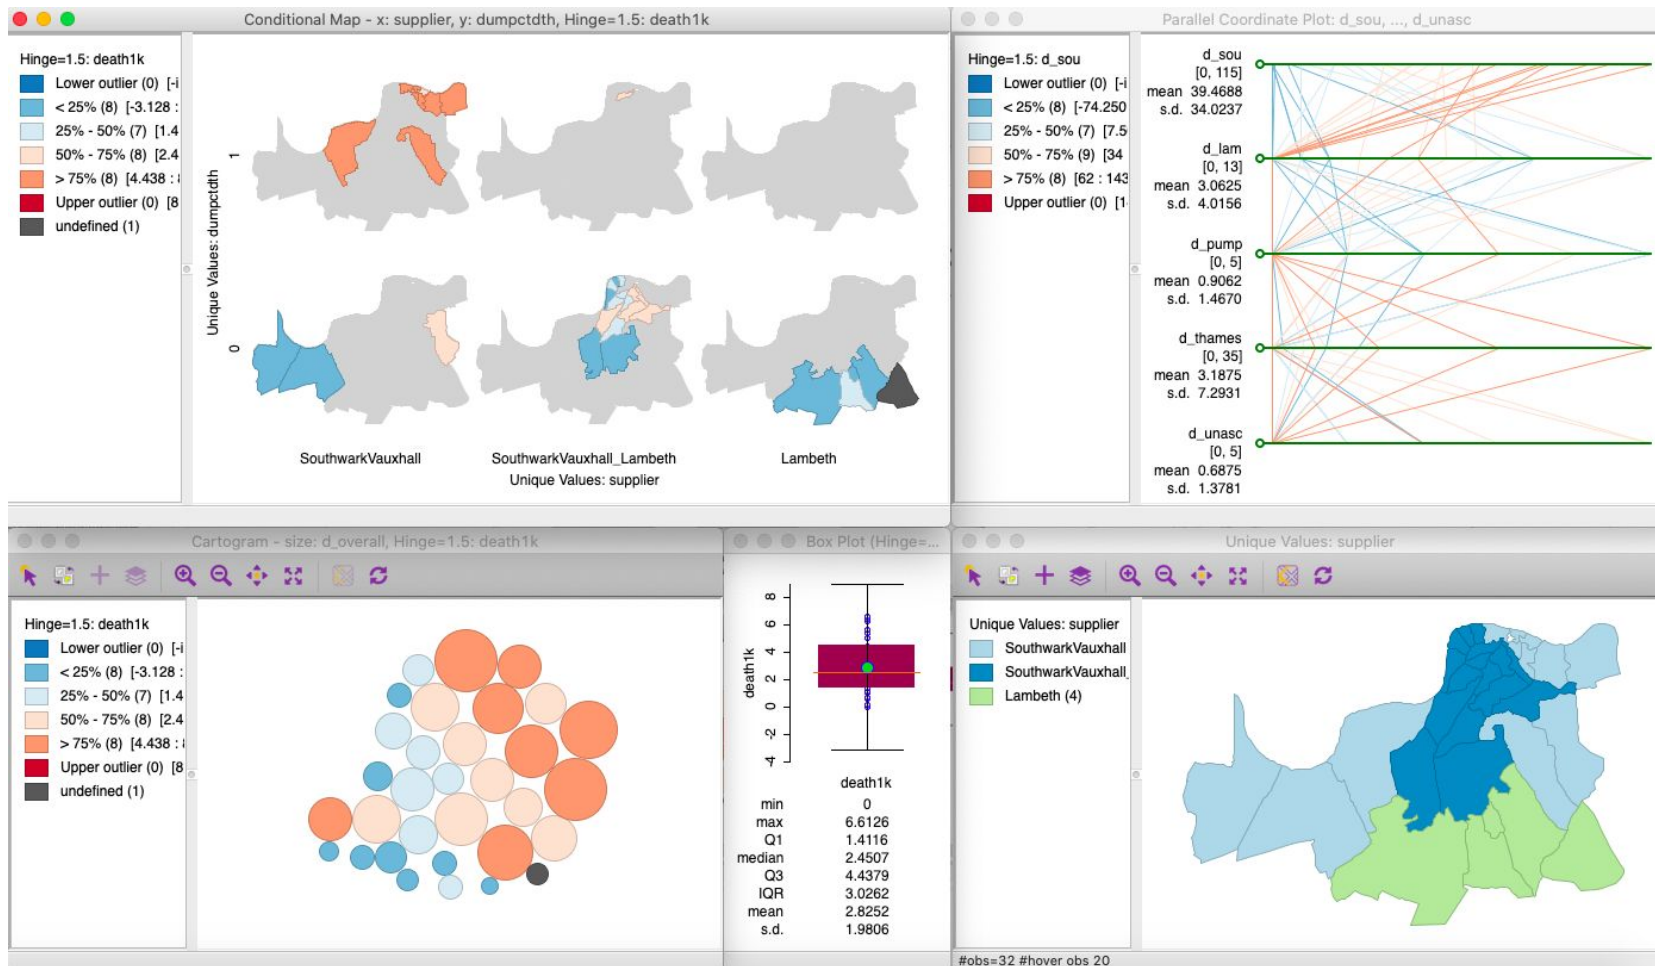 Conditional Map - x: supplier, y: dumpctdth, Hinge=1.5: death1k
Hinge=1.5: death1k
Lower outlier (0) [-i
< 25% (8) [-3.128 :
25% - 50% (7) [1.4
50% - 75% (8) [2.4
> 75% (8) [4.438 :
Upper outlier (0) [8
undefined (1)
Unique Values: dumpctdth
1
0
SouthwarkVauxhall
SouthwarkVauxhall_Lambeth
Lambeth
Unique Values: supplier
Parallel Coordinate Plot: d_sou, ..., d_unasc
Hinge=1.5: d_sou
Lower outlier (0) [-i
< 25% (8) [-74.250
25% - 50% (7) [7.5
50% - 75% (9) [34
> 75% (8) [62 : 143
Upper outlier (0) [1
d_sou
[0, 115]
mean 39.4688
s.d. 34.0237
d_lam
[0, 13]
mean 3.0625
s.d. 4.0156
d_pump
[0, 5]
mean 0.9062
s.d. 1.4670
d_thames
[0, 35]
mean 3.1875
s.d. 7.2931
d_unasc
[0, 5]
mean 0.6875
s.d. 1.3781
Cartogram - size: d_overall, Hinge=1.5: death1k
Hinge=1.5: death1k
Lower outlier (0) [-i
< 25% (8) [-3.128 :
25% - 50% (7) [1.4
50% - 75% (8) [2.4
> 75% (8) [4.438 :
Upper outlier (0) [8
undefined (1)
Box Plot (Hinge=...
death1k
8
6
4
2
0
-2
-4
death1k
min 0
max 6.6126
Q1 1.4116
median 2.4507
Q3 4.4379
IQR 3.0262
mean 2.8252
s.d. 1.9806
Unique Values: supplier
Unique Values: supplier
SouthwarkVauxhall
SouthwarkVauxhall_
Lambeth (4)
#obs=32 #hover obs 20